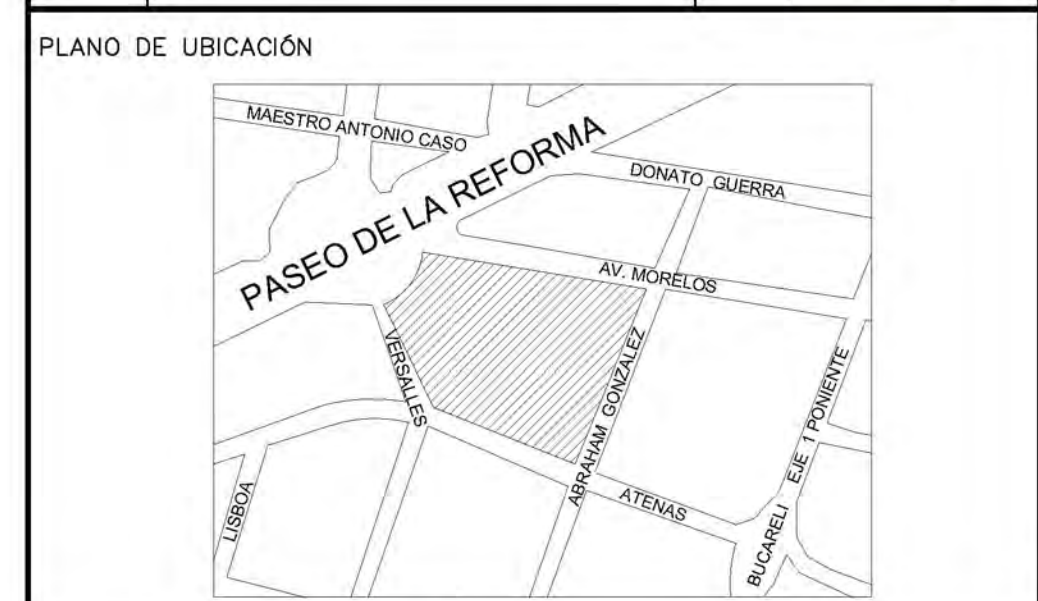 PLANO DE UBICACIÓN
MAESTRO ANTONIO CASO
PASEO DE LA REFORMA
DONATO GUERRA
AV. MORELOS
VERSALLES
ABRAHAM GONZALEZ
EJE 1 PONIENTE
LISBOA
ATENAS
BUCARELI